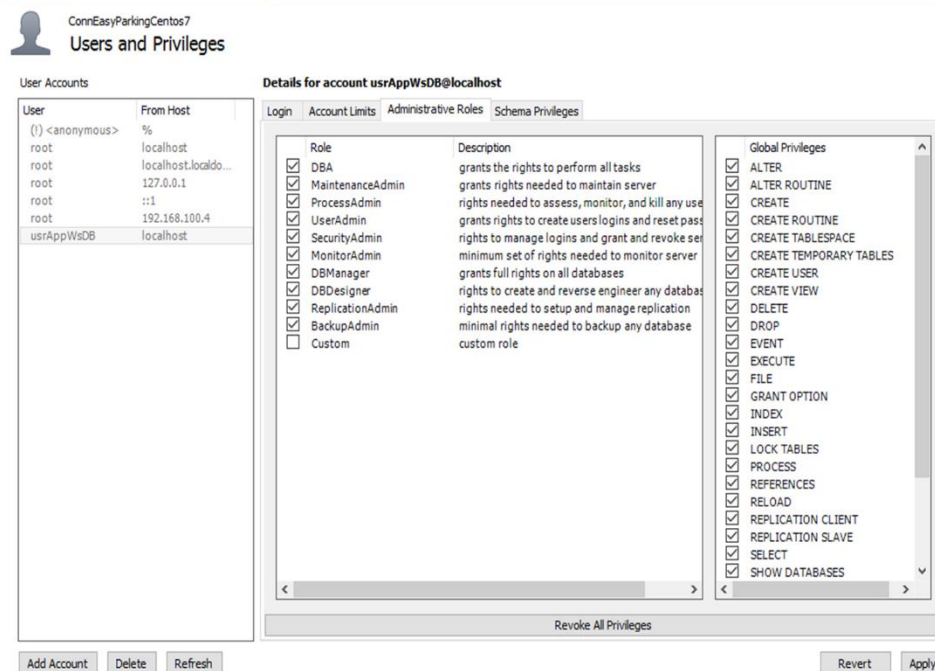 ConnEasyParkingCentos7
Users and Privileges
User Accounts
User From Host
(!) <anonymous> %
root localhost
root localhost.localdo...
root 127.0.0.1
root ::1
root 192.168.100.4
usrAppWsDB localhost
Add Account Delete Refresh
Details for account usrAppWsDB@localhost
Login Account Limits Administrative Roles Schema Privileges
Role Description
DBA grants the rights to perform all tasks
MaintenanceAdmin grants rights needed to maintain server
ProcessAdmin rights needed to assess, monitor, and kill any use
UserAdmin grants rights to create users logins and reset pass
SecurityAdmin rights to manage logins and grant and revoke ser
MonitorAdmin minimum set of rights needed to monitor server
DBManager grants full rights on all databases
DBDesigner rights to create and reverse engineer any databas
ReplicationAdmin rights needed to setup and manage replication
BackupAdmin minimal rights needed to backup any database
Custom custom role
Global Privileges
ALTER
ALTER ROUTINE
CREATE
CREATE ROUTINE
CREATE TABLESPACE
CREATE TEMPORARY TABLES
CREATE USER
CREATE VIEW
DELETE
DROP
EVENT
EXECUTE
FILE
GRANT OPTION
INDEX
INSERT
LOCK TABLES
PROCESS
REFERENCES
RELOAD
REPLICATION CLIENT
REPLICATION SLAVE
SELECT
SHOW DATABASES
Revoke All Privileges
Revert Apply